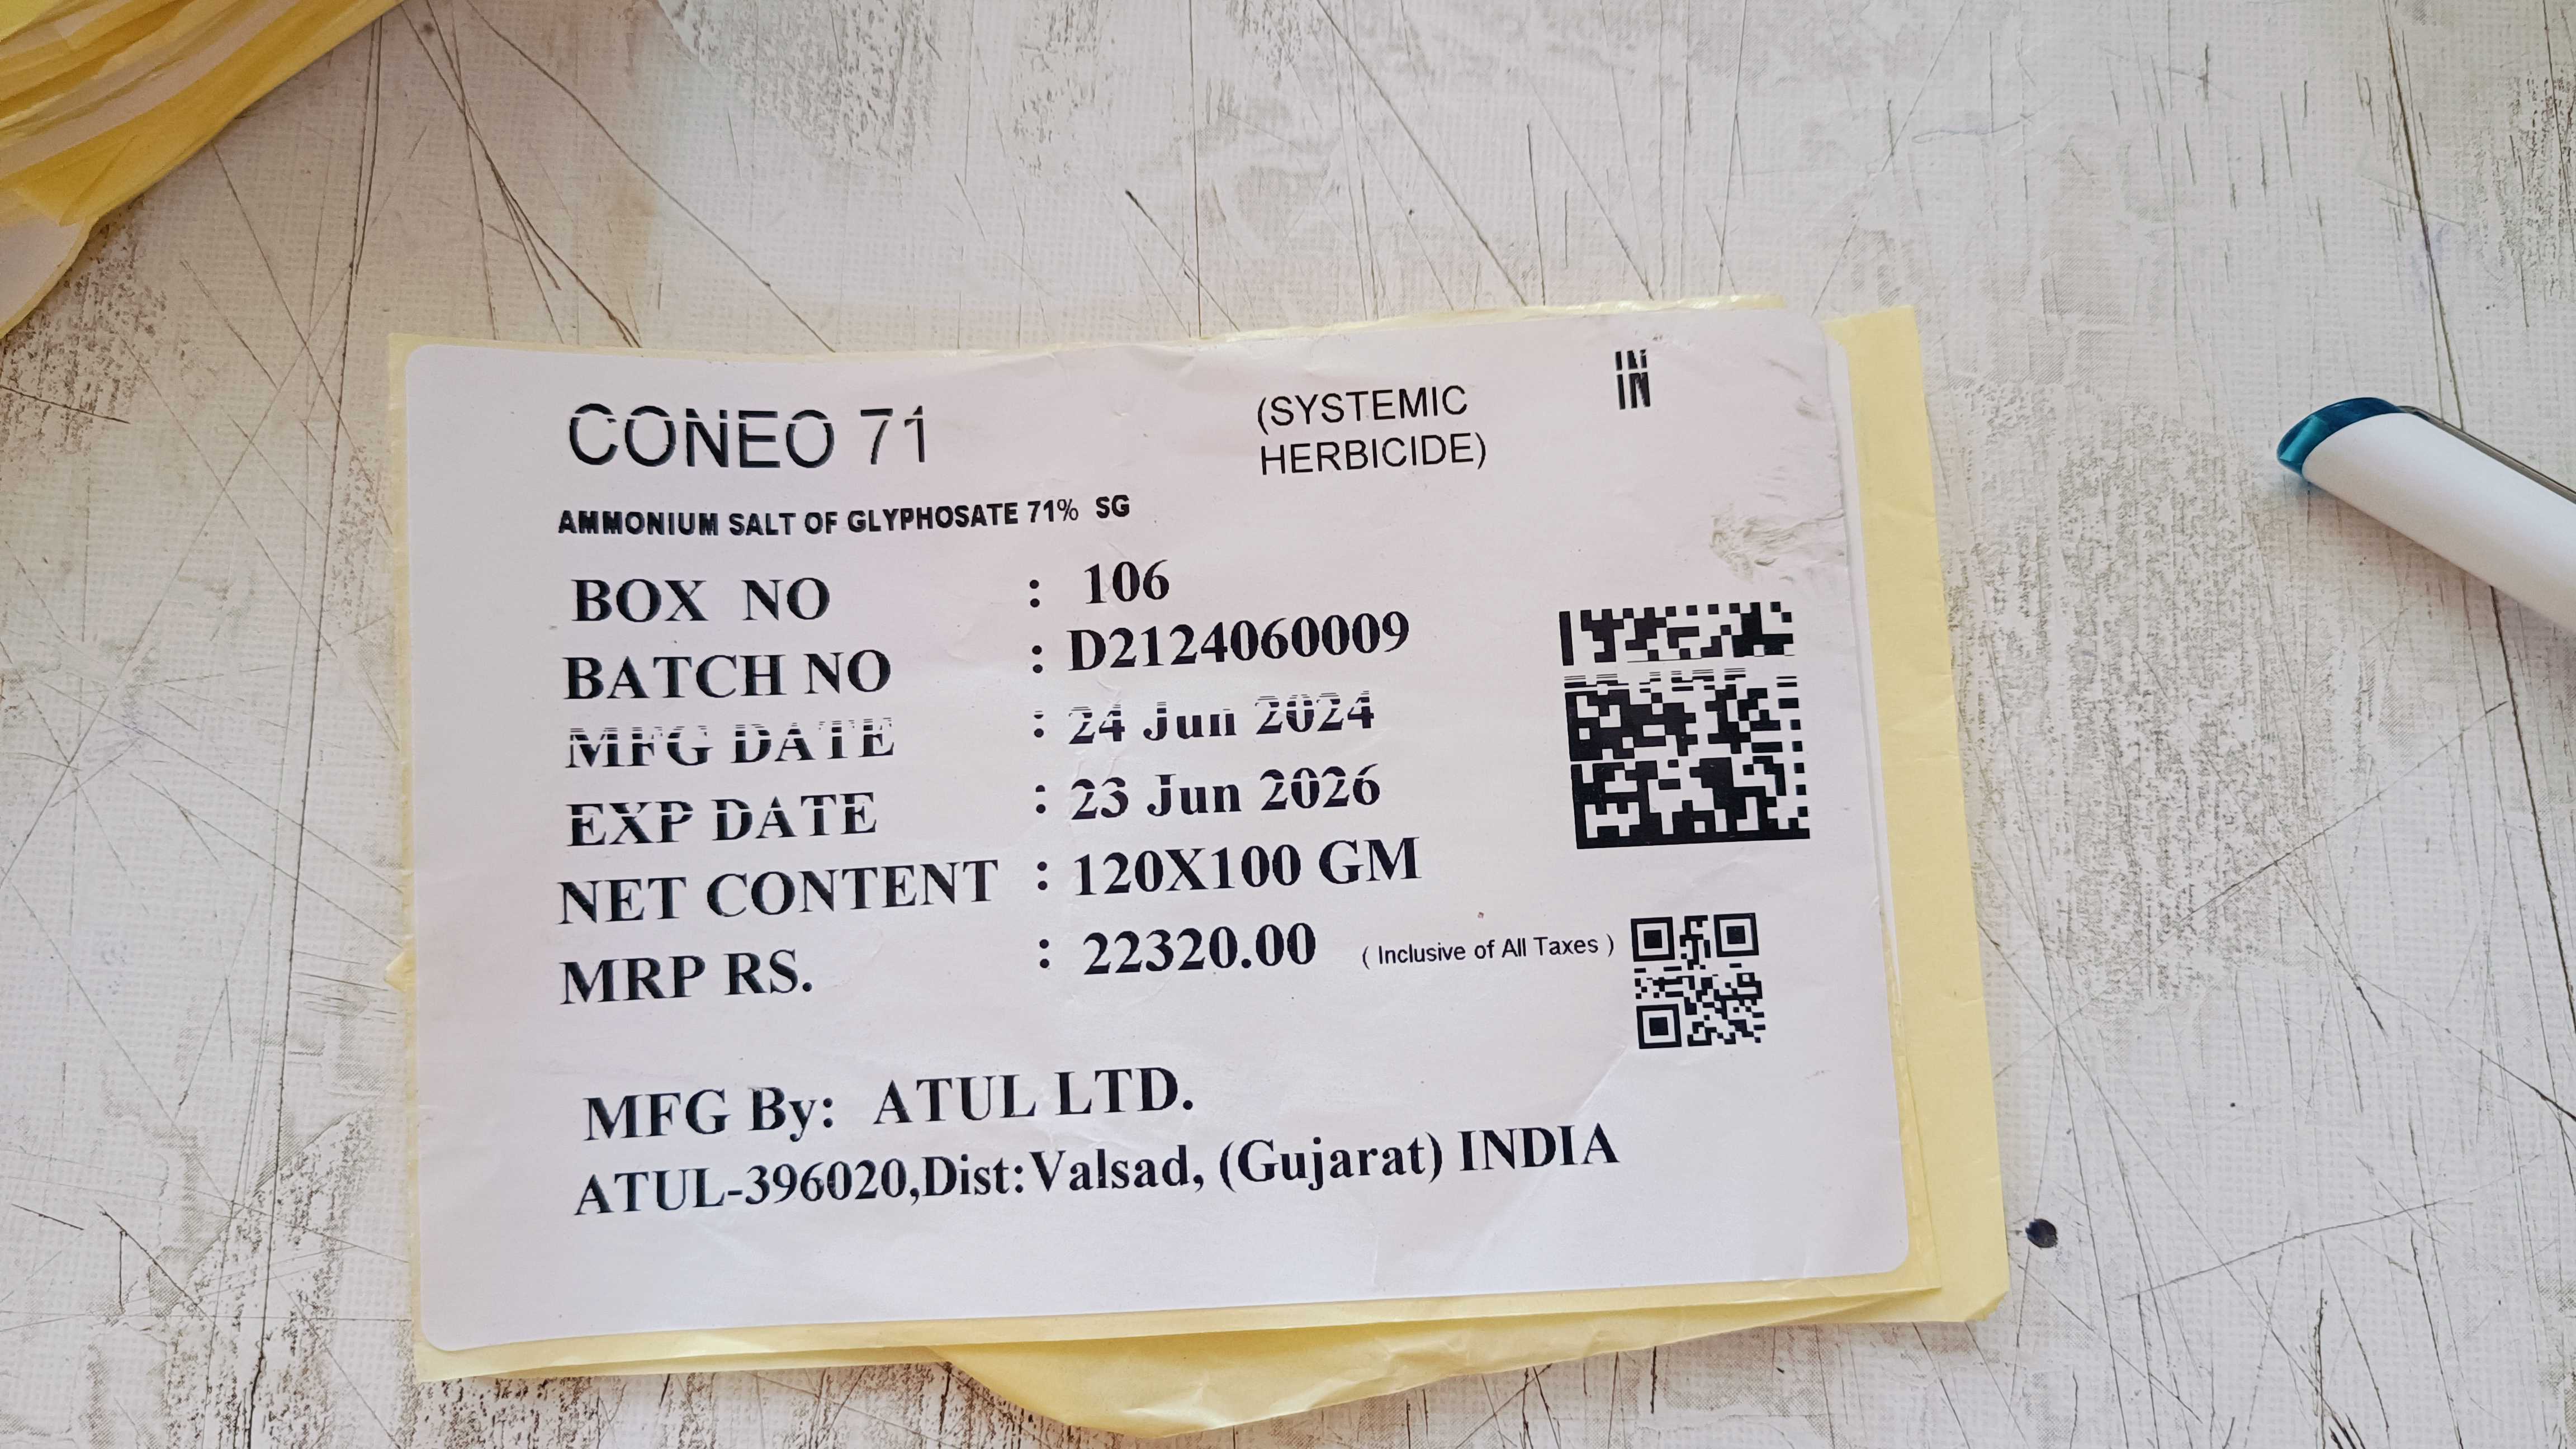 CONEO 71
(SYSTEMIC
HERBICIDE)
IN
AMMONIUM SALT OF GLYPHOSATE 71% SG
BOX NO : 106
BATCH NO : D2124060009
MFG DATE : 24 Jun 2024
EXP DATE : 23 Jun 2026
NET CONTENT : 120X100 GM
MRP RS. : 22320.00 ( Inclusive of All Taxes )
MFG By: ATUL LTD.
ATUL-396020,Dist:Valsad, (Gujarat) INDIA